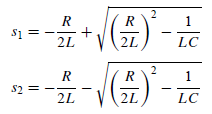 s₁ = −R/2L + √((R/2L)² − 1/LC)
s₂ = −R/2L − √((R/2L)² − 1/LC)